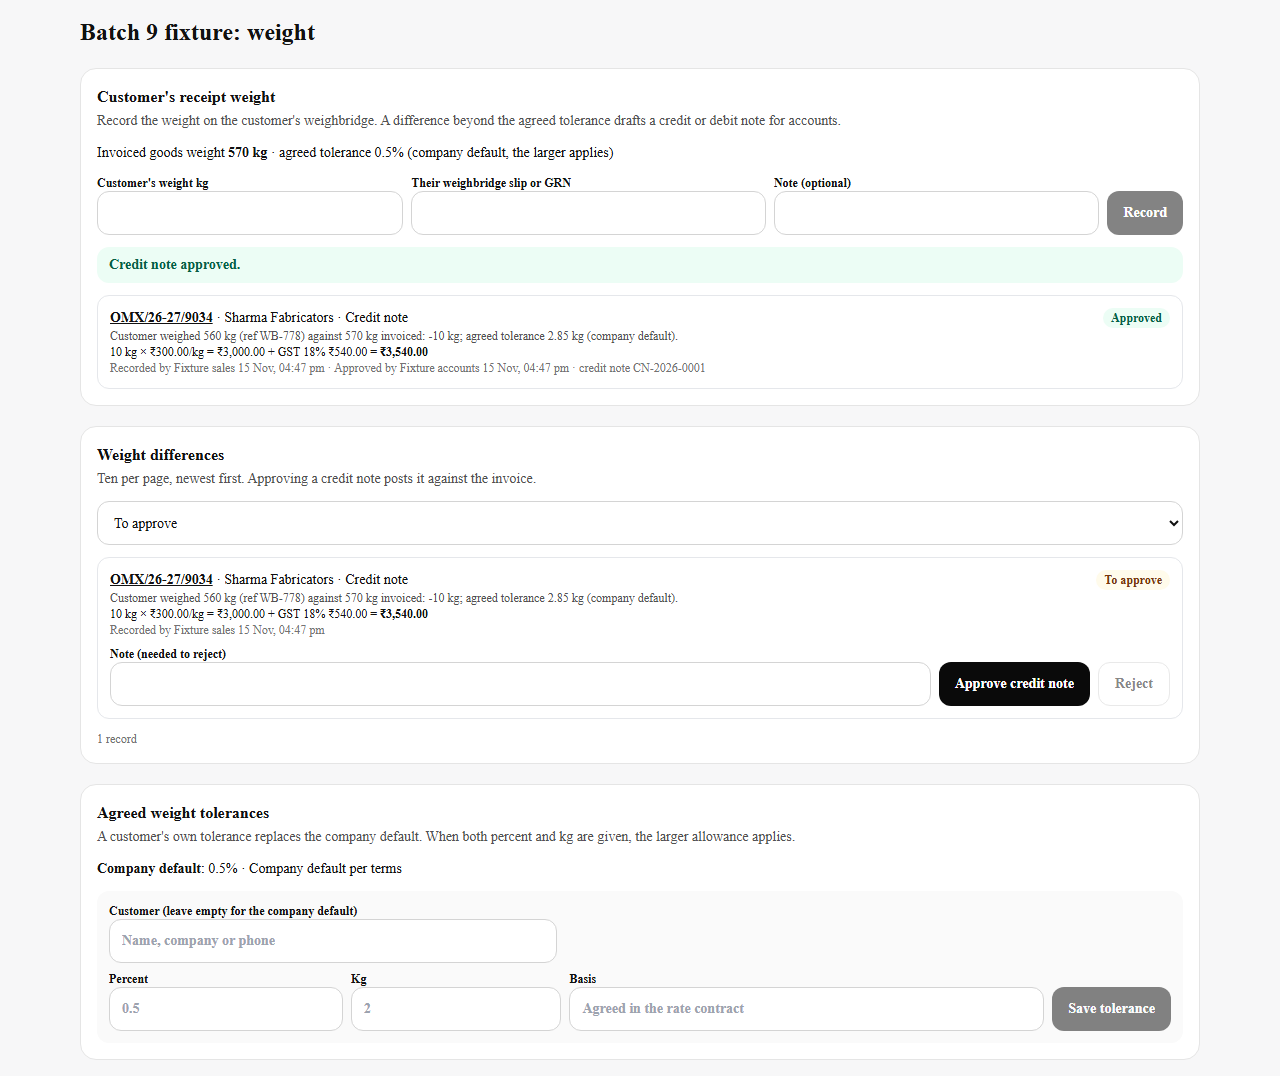 Batch 9 fixture: weight
Customer's receipt weight
Record the weight on the customer's weighbridge. A difference beyond the agreed tolerance drafts a credit or debit note for accounts.
Invoiced goods weight 570 kg · agreed tolerance 0.5% (company default, the larger applies)
Customer's weight kg Their weighbridge slip or GRN Note (optional)
Record
Credit note approved.
OMX/26-27/9034 · Sharma Fabricators · Credit note Approved
Customer weighed 560 kg (ref WB-778) against 570 kg invoiced: -10 kg; agreed tolerance 2.85 kg (company default).
10 kg × ₹300.00/kg = ₹3,000.00 + GST 18% ₹540.00 = ₹3,540.00
Recorded by Fixture sales 15 Nov, 04:47 pm · Approved by Fixture accounts 15 Nov, 04:47 pm · credit note CN-2026-0001
Weight differences
Ten per page, newest first. Approving a credit note posts it against the invoice.
To approve
OMX/26-27/9034 · Sharma Fabricators · Credit note To approve
Customer weighed 560 kg (ref WB-778) against 570 kg invoiced: -10 kg; agreed tolerance 2.85 kg (company default).
10 kg × ₹300.00/kg = ₹3,000.00 + GST 18% ₹540.00 = ₹3,540.00
Recorded by Fixture sales 15 Nov, 04:47 pm
Note (needed to reject)
Approve credit note Reject
1 record
Agreed weight tolerances
A customer's own tolerance replaces the company default. When both percent and kg are given, the larger allowance applies.
Company default: 0.5% · Company default per terms
Customer (leave empty for the company default)
Name, company or phone
Percent Kg Basis
0.5 2 Agreed in the rate contract Save tolerance